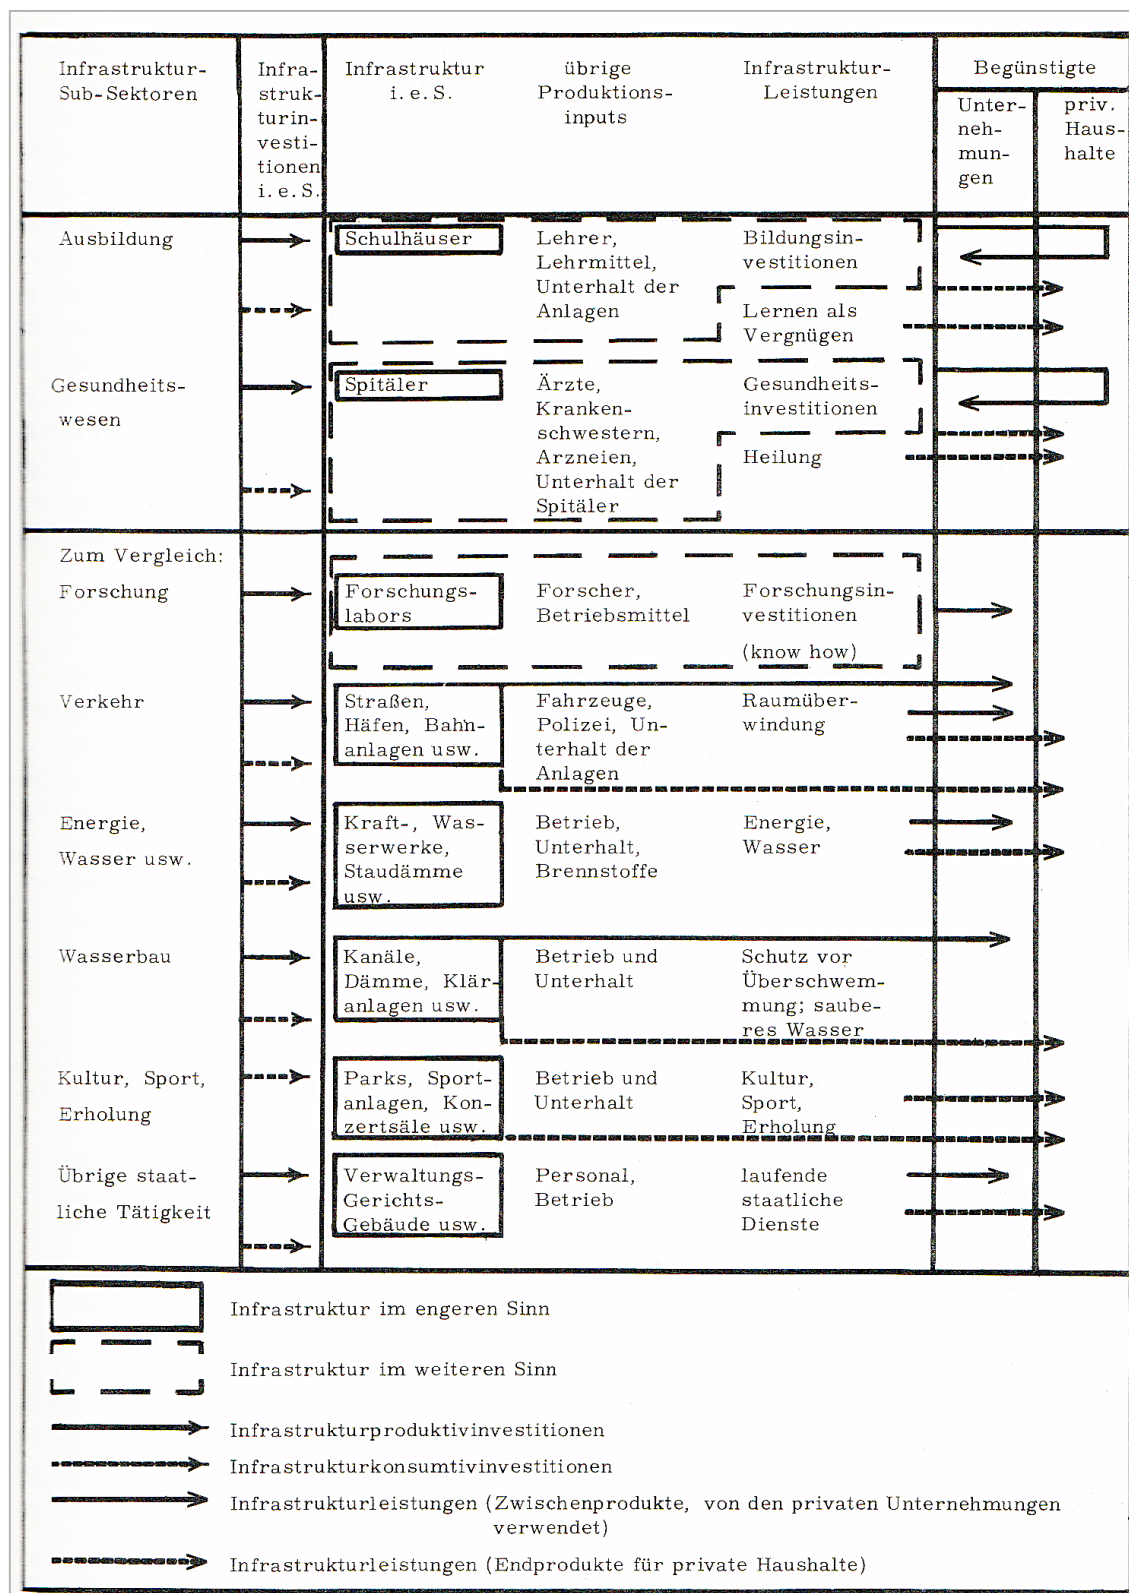 Infrastruktur-
Sub-Sektoren
Infra-
struk-
turin-
vesti-
tionen
i. e. S.
Infrastruktur
i. e. S.
übrige
Produktions-
inputs
Infrastruktur-
Leistungen
Begünstigte
Unter-
neh-
mun-
gen
priv.
Haus-
halte
Ausbildung
Schulhäuser
Lehrer,
Lehrmittel,
Unterhalt der
Anlagen
Bildungsin-
vestitionen
Lernen als
Vergnügen
Gesundheits-
wesen
Spitäler
Ärzte,
Kranken-
schwestern,
Arzneien,
Unterhalt der
Spitäler
Gesundheits-
investitionen
Heilung
Zum Vergleich:
Forschung
Forschungs-
labors
Forscher,
Betriebsmittel
Forschungsin-
vestitionen
(know how)
Verkehr
Straßen,
Häfen, Bahn-
anlagen usw.
Fahrzeuge,
Polizei, Un-
terhalt der
Anlagen
Raumüber-
windung
Energie,
Wasser usw.
Kraft-, Was-
serwerke,
Staudämme
usw.
Betrieb,
Unterhalt,
Brennstoffe
Energie,
Wasser
Wasserbau
Kanäle,
Dämme, Klär-
anlagen usw.
Betrieb und
Unterhalt
Schutz vor
Überschwem-
mung; saube-
res Wasser
Kultur, Sport,
Erholung
Parks, Sport-
anlagen, Kon-
zertsäle usw.
Betrieb und
Unterhalt
Kultur,
Sport,
Erholung
Übrige staat-
liche Tätigkeit
Verwaltungs-
Gerichts-
Gebäude usw.
Personal,
Betrieb
laufende
staatliche
Dienste
Infrastruktur im engeren Sinn
Infrastruktur im weiteren Sinn
Infrastrukturproduktivinvestitionen
Infrastrukturkonsumtivinvestitionen
Infrastrukturleistungen (Zwischenprodukte, von den privaten Unternehmungen
verwendet)
Infrastrukturleistungen (Endprodukte für private Haushalte)